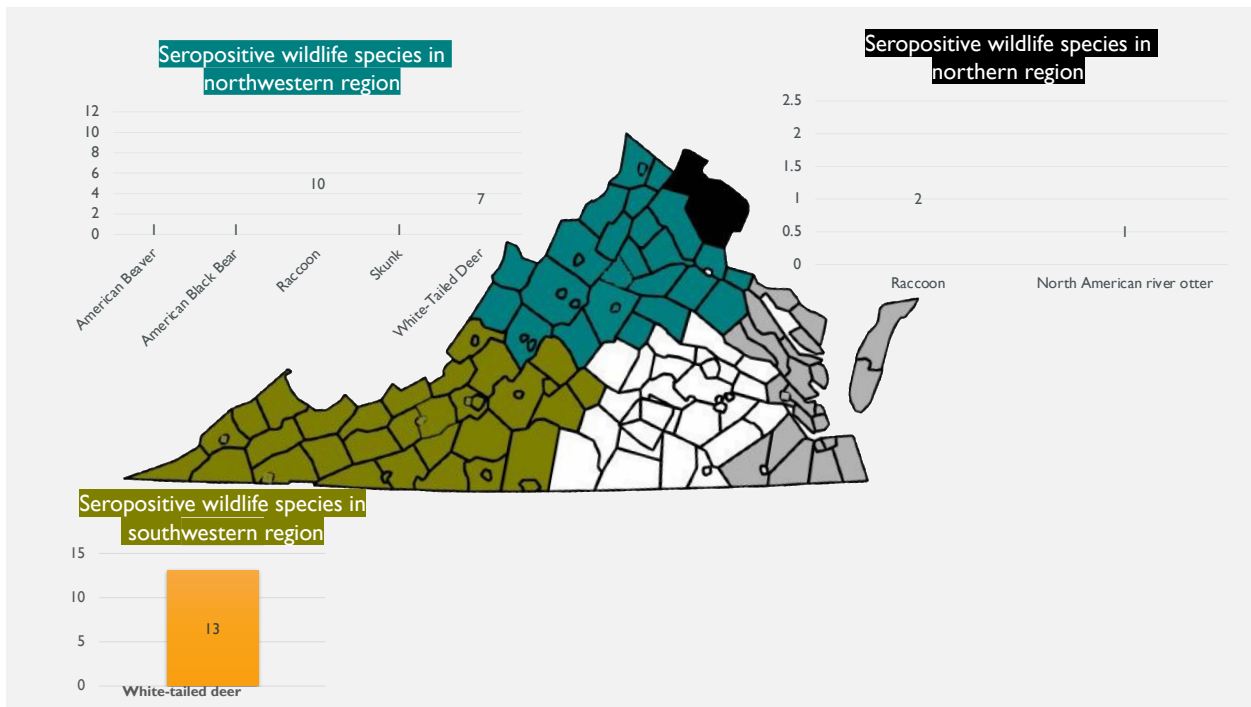 Seropositive wildlife species in
northwestern region
12
10
8
6
4
2
0
10
7
1
1
1
American Beaver
American Black Bear
Raccoon
Skunk
White-Tailed Deer
Seropositive wildlife species in
northern region
2.5
2
1.5
1
0.5
0
2
1
Raccoon
North American river otter
Seropositive wildlife species in
southwestern region
15
10
5
0
13
White-tailed deer